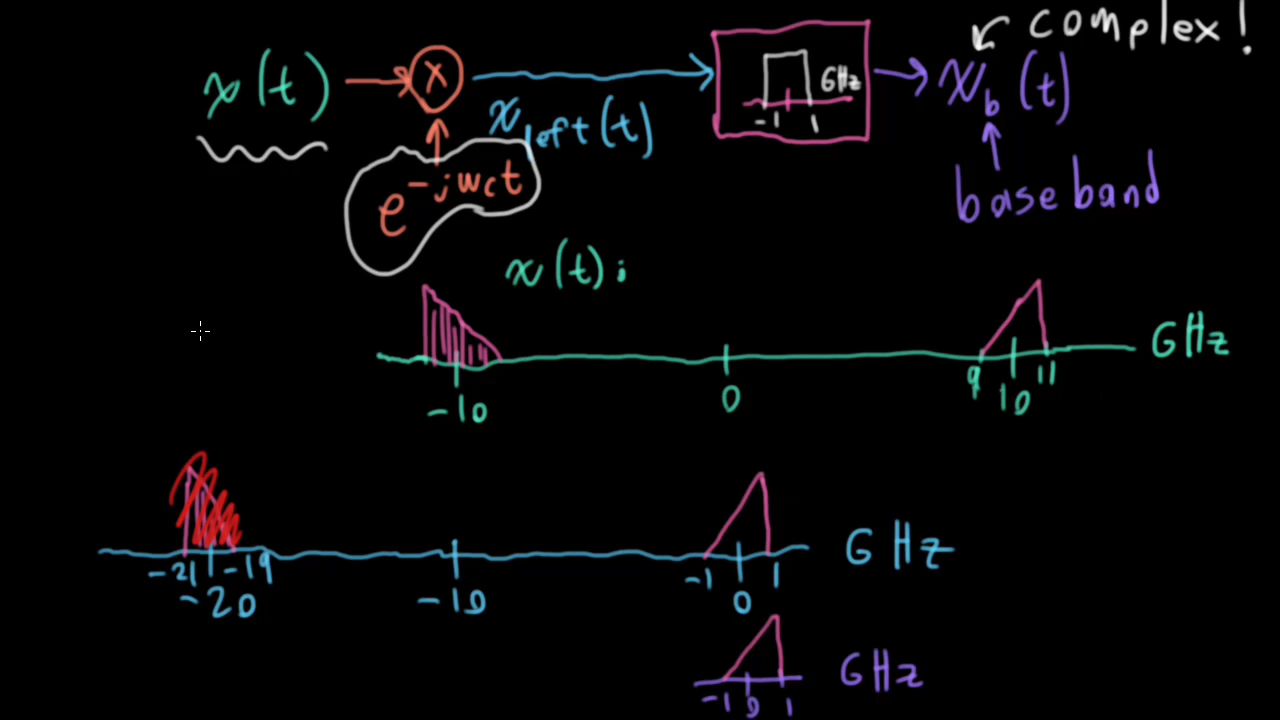 complex!
x(t) x GHz x_b(t)
-1 1
x_left(t)
e^{-jω_c t}
baseband
x(t):
GHz
-10 0 9 10 11
GHz
-21 -19 -1 1
-20 -10 0
GHz
-1 0 1